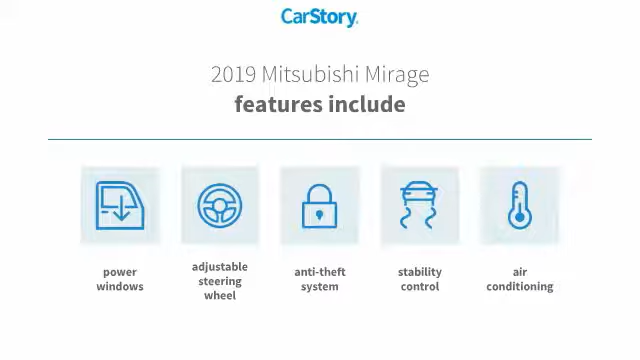 CarStory.
2019 Mitsubishi Mirage
features include
power
windows
adjustable
steering
wheel
anti-theft
system
stability
control
air
conditioning